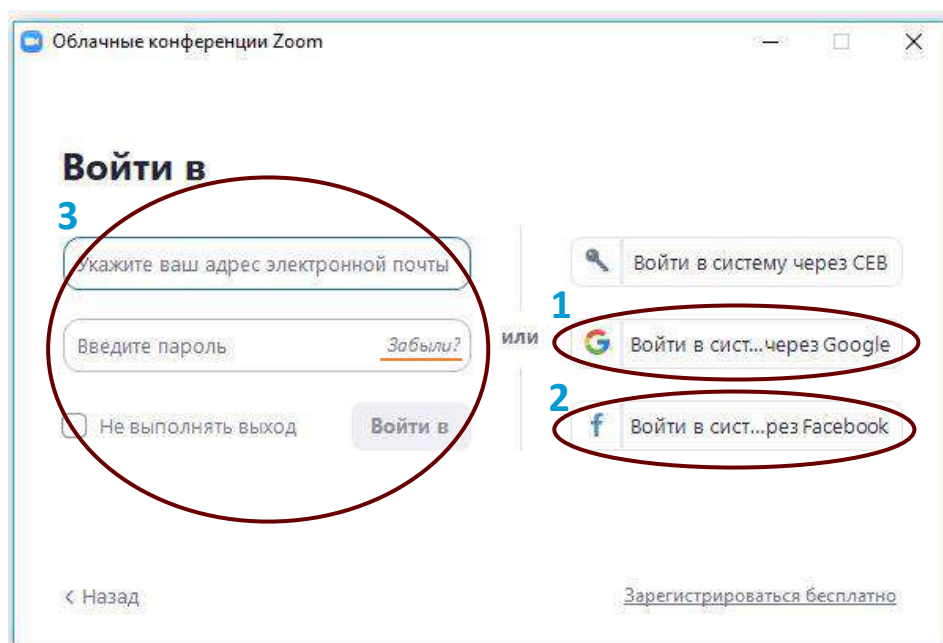 Облачные конференции Zoom
Войти в
3
Укажите ваш адрес электронной почты
Введите пароль
Забыли?
Не выполнять выход
Войти в
или
Войти в систему через СЕВ
1
Войти в сист...через Google
2
Войти в сист...рез Facebook
Назад
Зарегистрироваться бесплатно